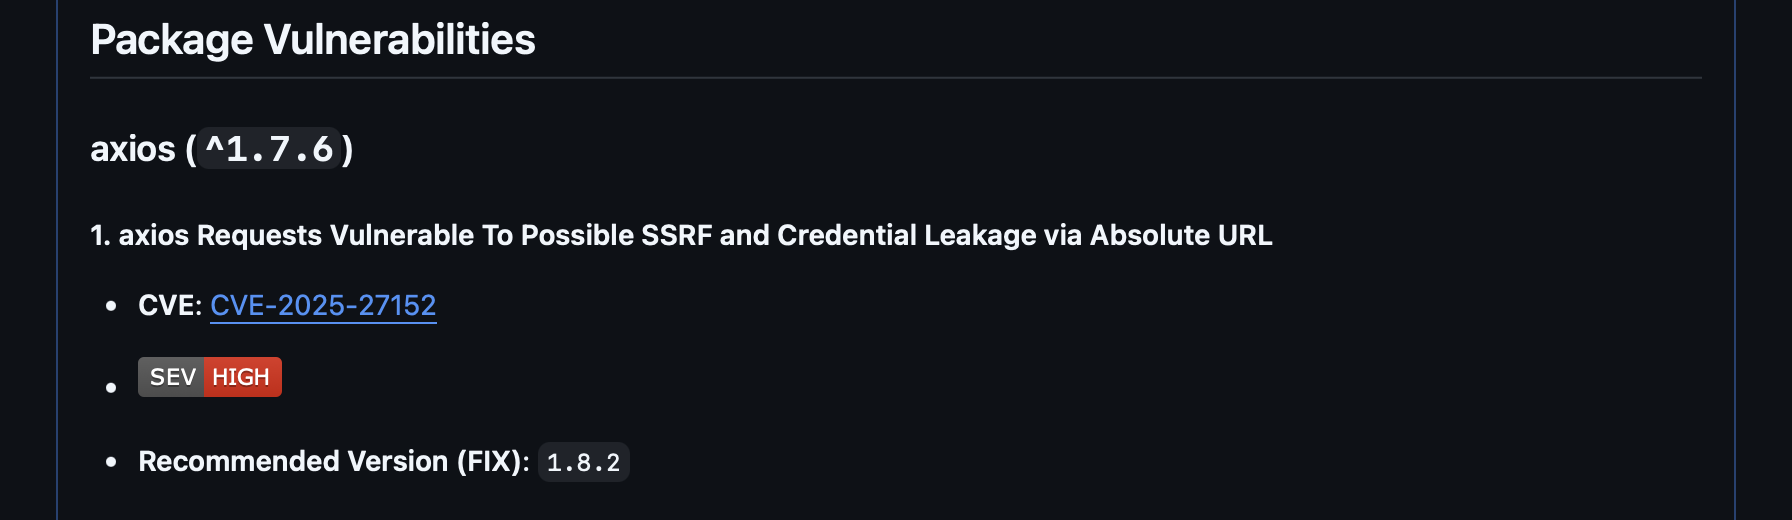 Package Vulnerabilities
axios (^1.7.6)
1. axios Requests Vulnerable To Possible SSRF and Credential Leakage via Absolute URL
• CVE: CVE-2025-27152
• SEV HIGH
• Recommended Version (FIX): 1.8.2